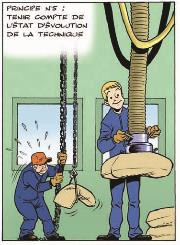 PRINCIPE N°5 :
TENIR COMPTE DE
L'ÉTAT D'ÉVOLUTION
DE LA TECHNIQUE